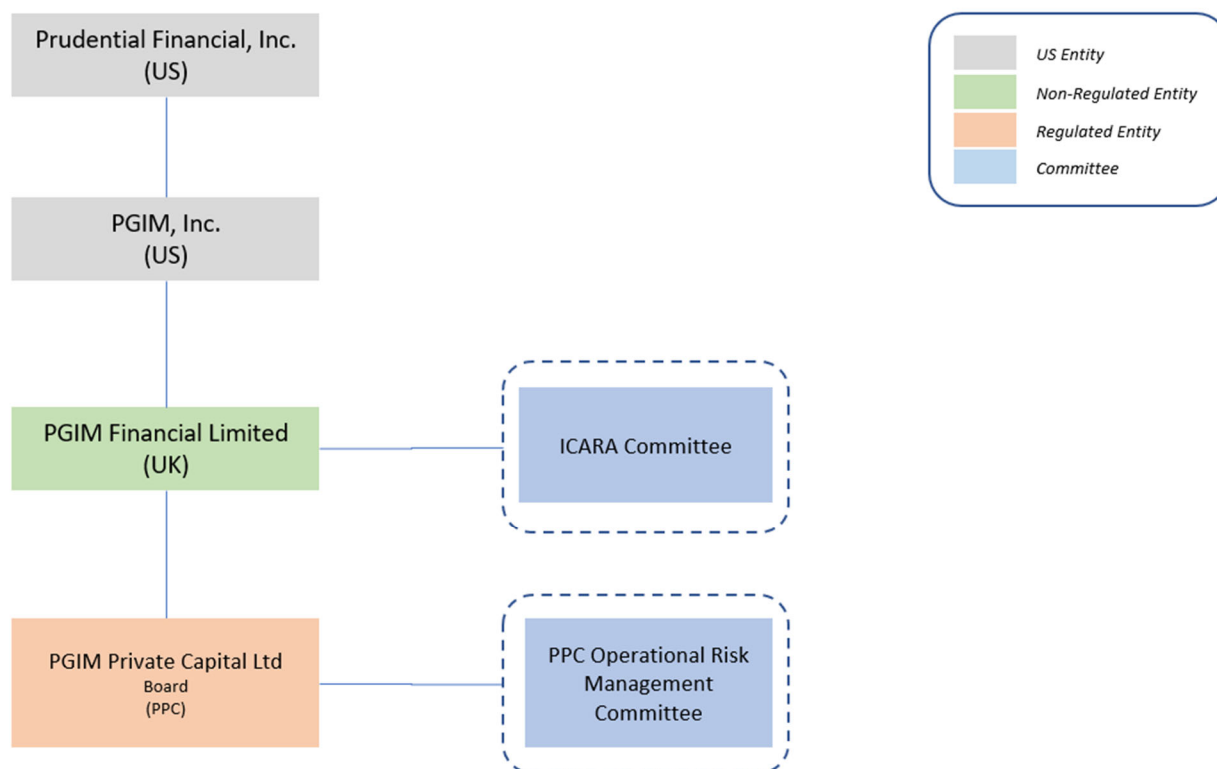 Prudential Financial, Inc.
(US)
US Entity
Non-Regulated Entity
Regulated Entity
Committee
PGIM, Inc.
(US)
PGIM Financial Limited
(UK)
ICARA Committee
PGIM Private Capital Ltd
Board
(PPC)
PPC Operational Risk
Management
Committee